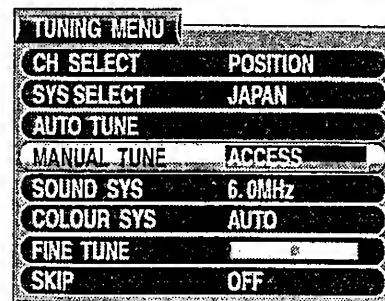 TUNING MENU
CH SELECT POSITION
SYS SELECT JAPAN
AUTO TUNE
MANUAL TUNE ACCESS
SOUND SYS 6.0MHz
COLOUR SYS AUTO
FINE TUNE
SKIP OFF